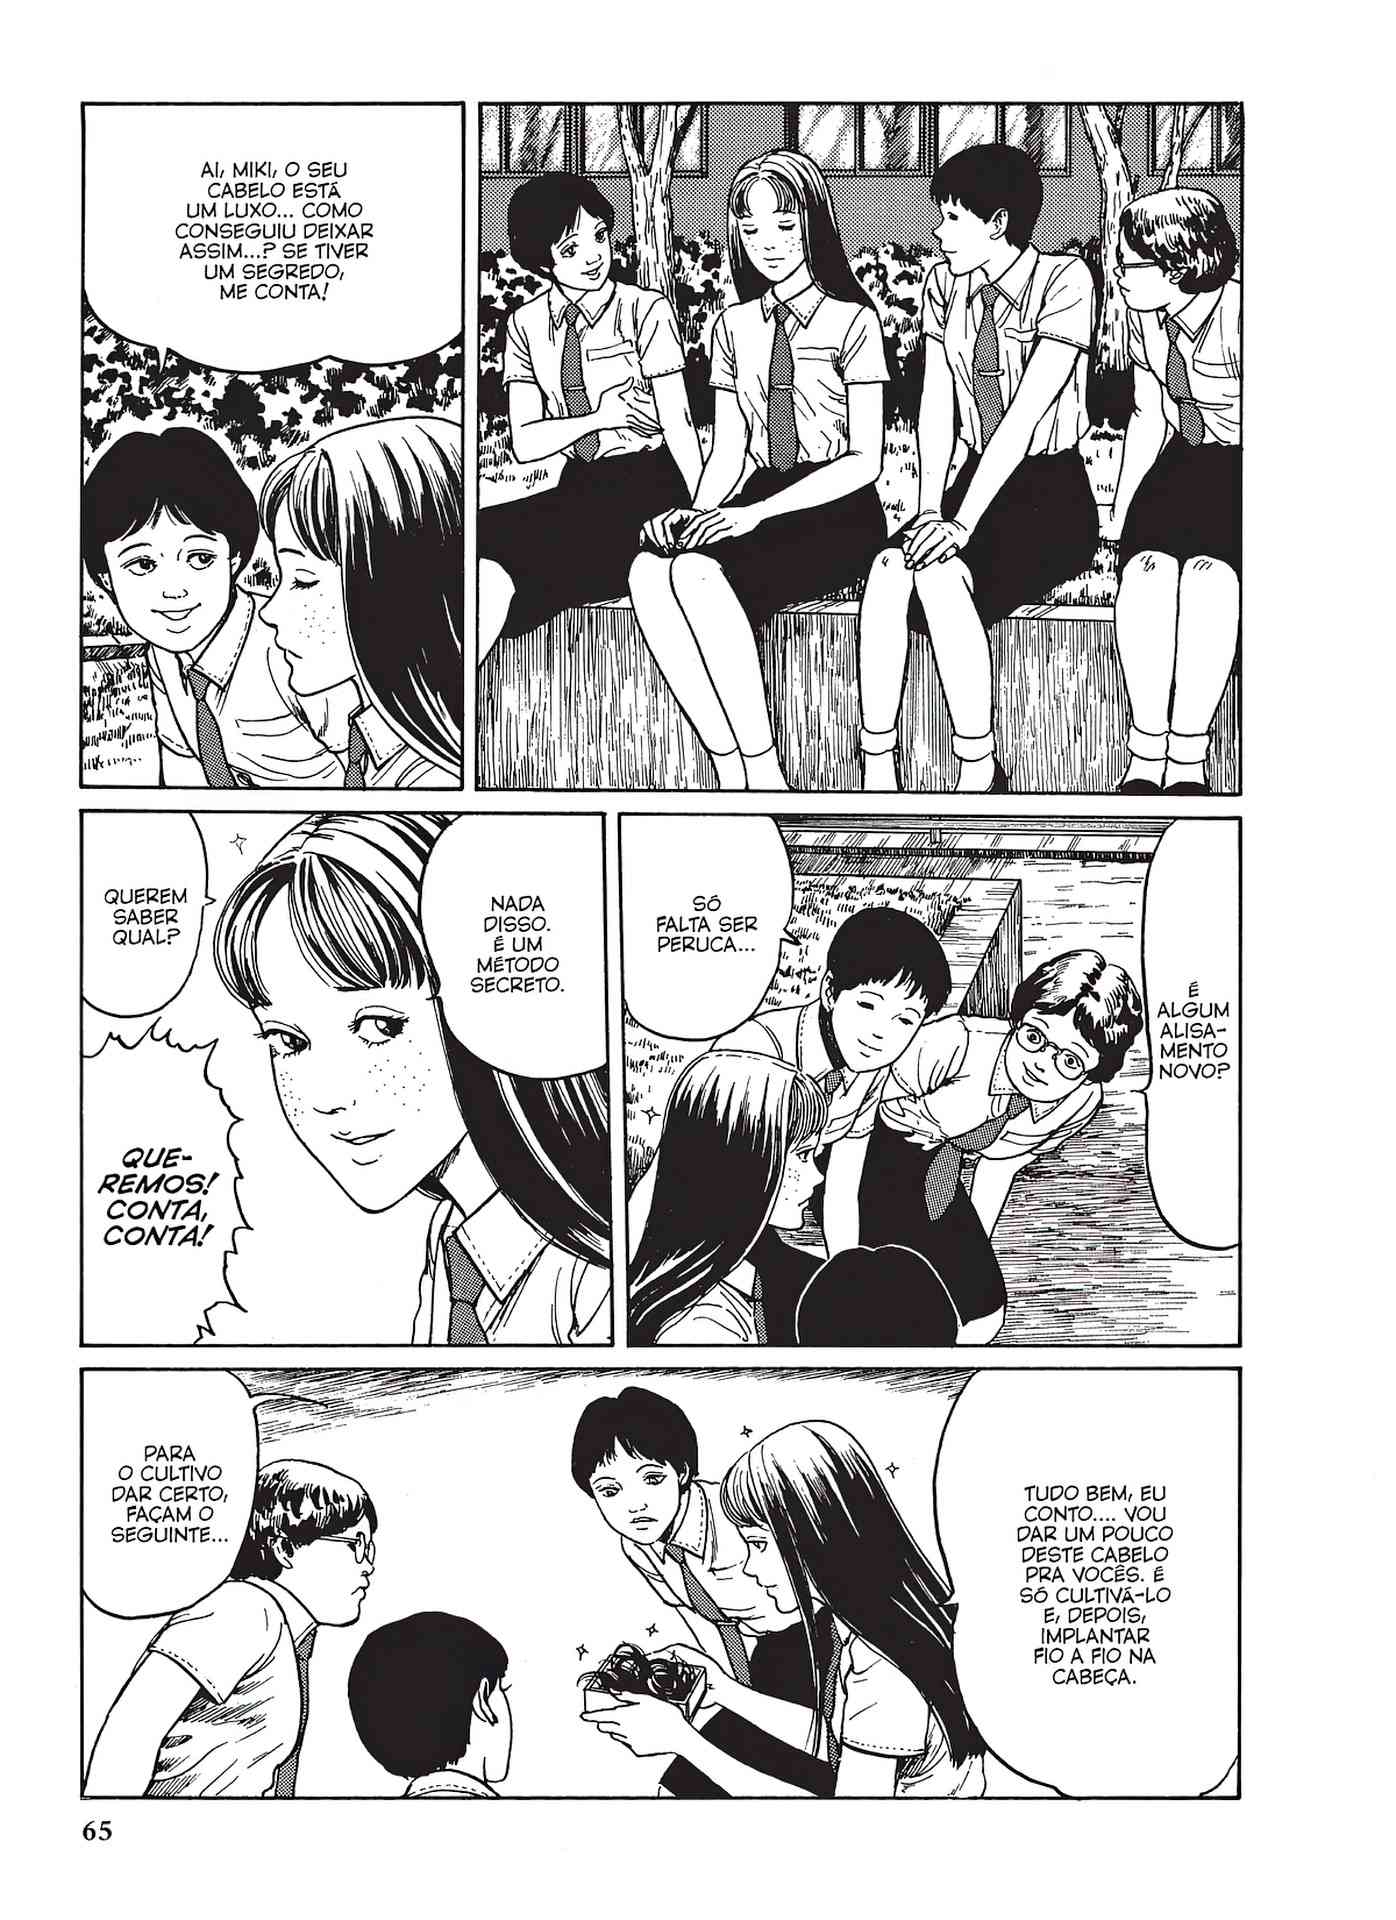 AI, MIKI, O SEU
CABELO ESTÁ
UM LUXO... COMO
CONSEGUIU DEIXAR
ASSIM...? SE TIVER
UM SEGREDO,
ME CONTA!
É
ALGUM
ALISA-
MENTO
NOVO?
SÓ
FALTA SER
PERUCA...
NADA
DISSO.
É UM
MÉTODO
SECRETO.
QUEREM
SABER
QUAL?
QUE-
REMOS!
CONTA,
CONTA!
TUDO BEM, EU
CONTO.... VOU
DAR UM POUCO
DESTE CABELO
PRA VOCÊS. É
SÓ CULTIVÁ-LO
E, DEPOIS,
IMPLANTAR
FIO A FIO NA
CABEÇA.
PARA
O CULTIVO
DAR CERTO,
FAÇAM O
SEGUINTE...
65